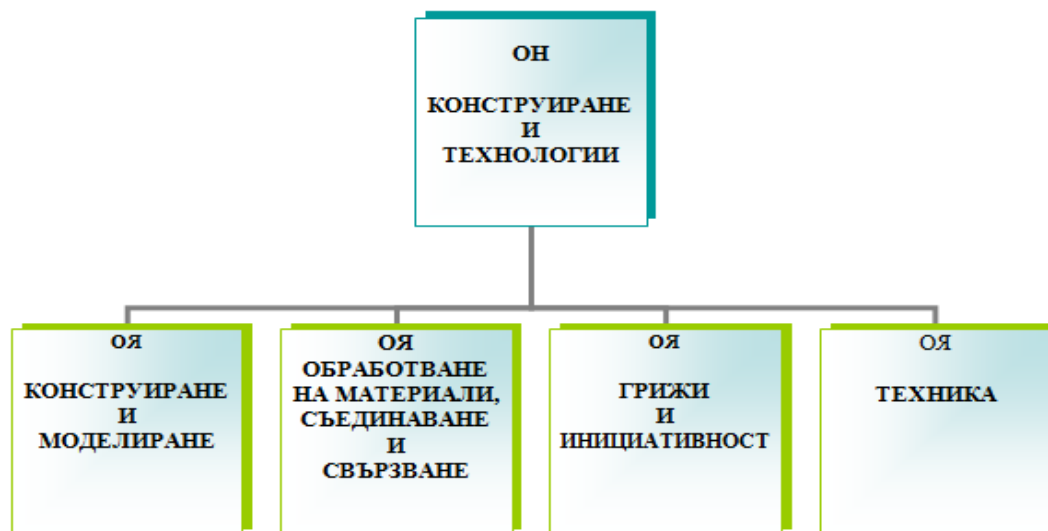 ОН
КОНСТРУИРАНЕ
И
ТЕХНОЛОГИИ
ОЯ
КОНСТРУИРАНЕ
И
МОДЕЛИРАНЕ
ОЯ
ОБРАБОТВАНЕ
НА МАТЕРИАЛИ,
СЪЕДИНАВАНЕ
И
СВЪРЗВАНЕ
ОЯ
ГРИЖИ
И
ИНИЦИАТИВНОСТ
ОЯ
ТЕХНИКА